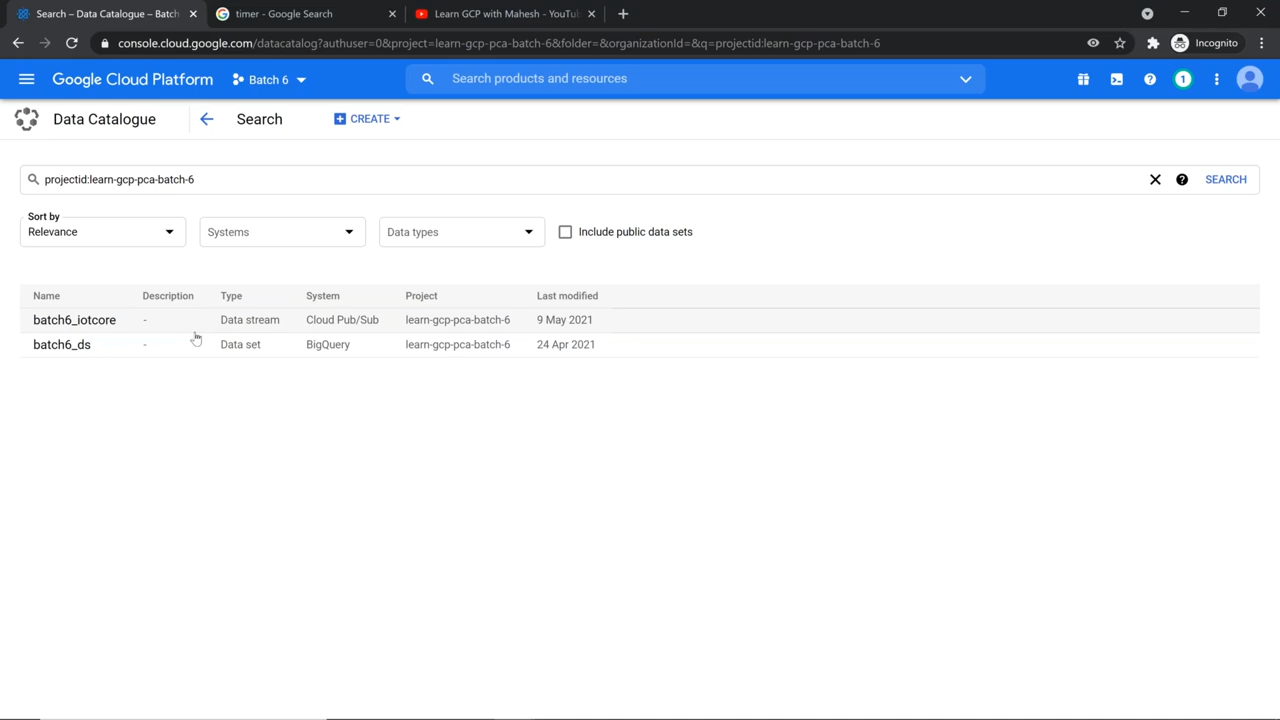 Search – Data Catalogue – Batch
timer - Google Search
Learn GCP with Mahesh - YouTu
console.cloud.google.com/datacatalog?authuser=0&project=learn-gcp-pca-batch-6&folder=&organizationId=&q=projectid:learn-gcp-pca-batch-6
Incognito
Google Cloud Platform
Batch 6
Search products and resources
1
Data Catalogue
Search
CREATE
projectid:learn-gcp-pca-batch-6
SEARCH
Sort by
Relevance
Systems
Data types
Include public data sets
Name Description Type System Project Last modified
batch6_iotcore - Data stream Cloud Pub/Sub learn-gcp-pca-batch-6 9 May 2021
batch6_ds - Data set BigQuery learn-gcp-pca-batch-6 24 Apr 2021